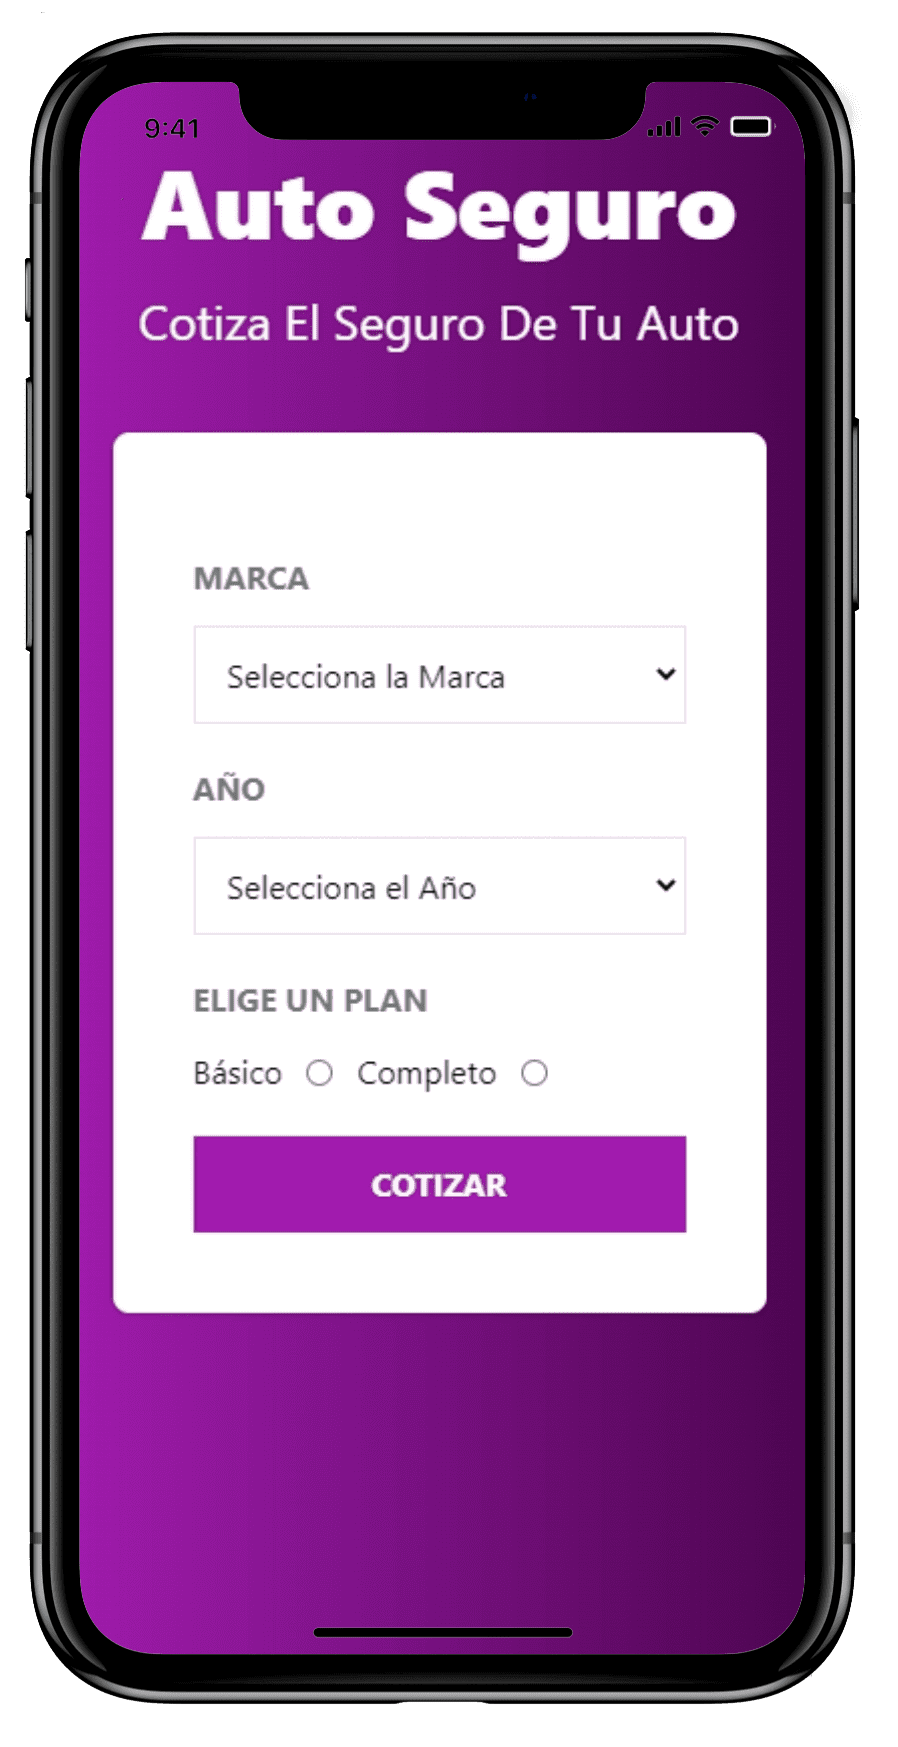 9:41
Auto Seguro
Cotiza El Seguro De Tu Auto
MARCA
Selecciona la Marca
AÑO
Selecciona el Año
ELIGE UN PLAN
Básico Completo
COTIZAR